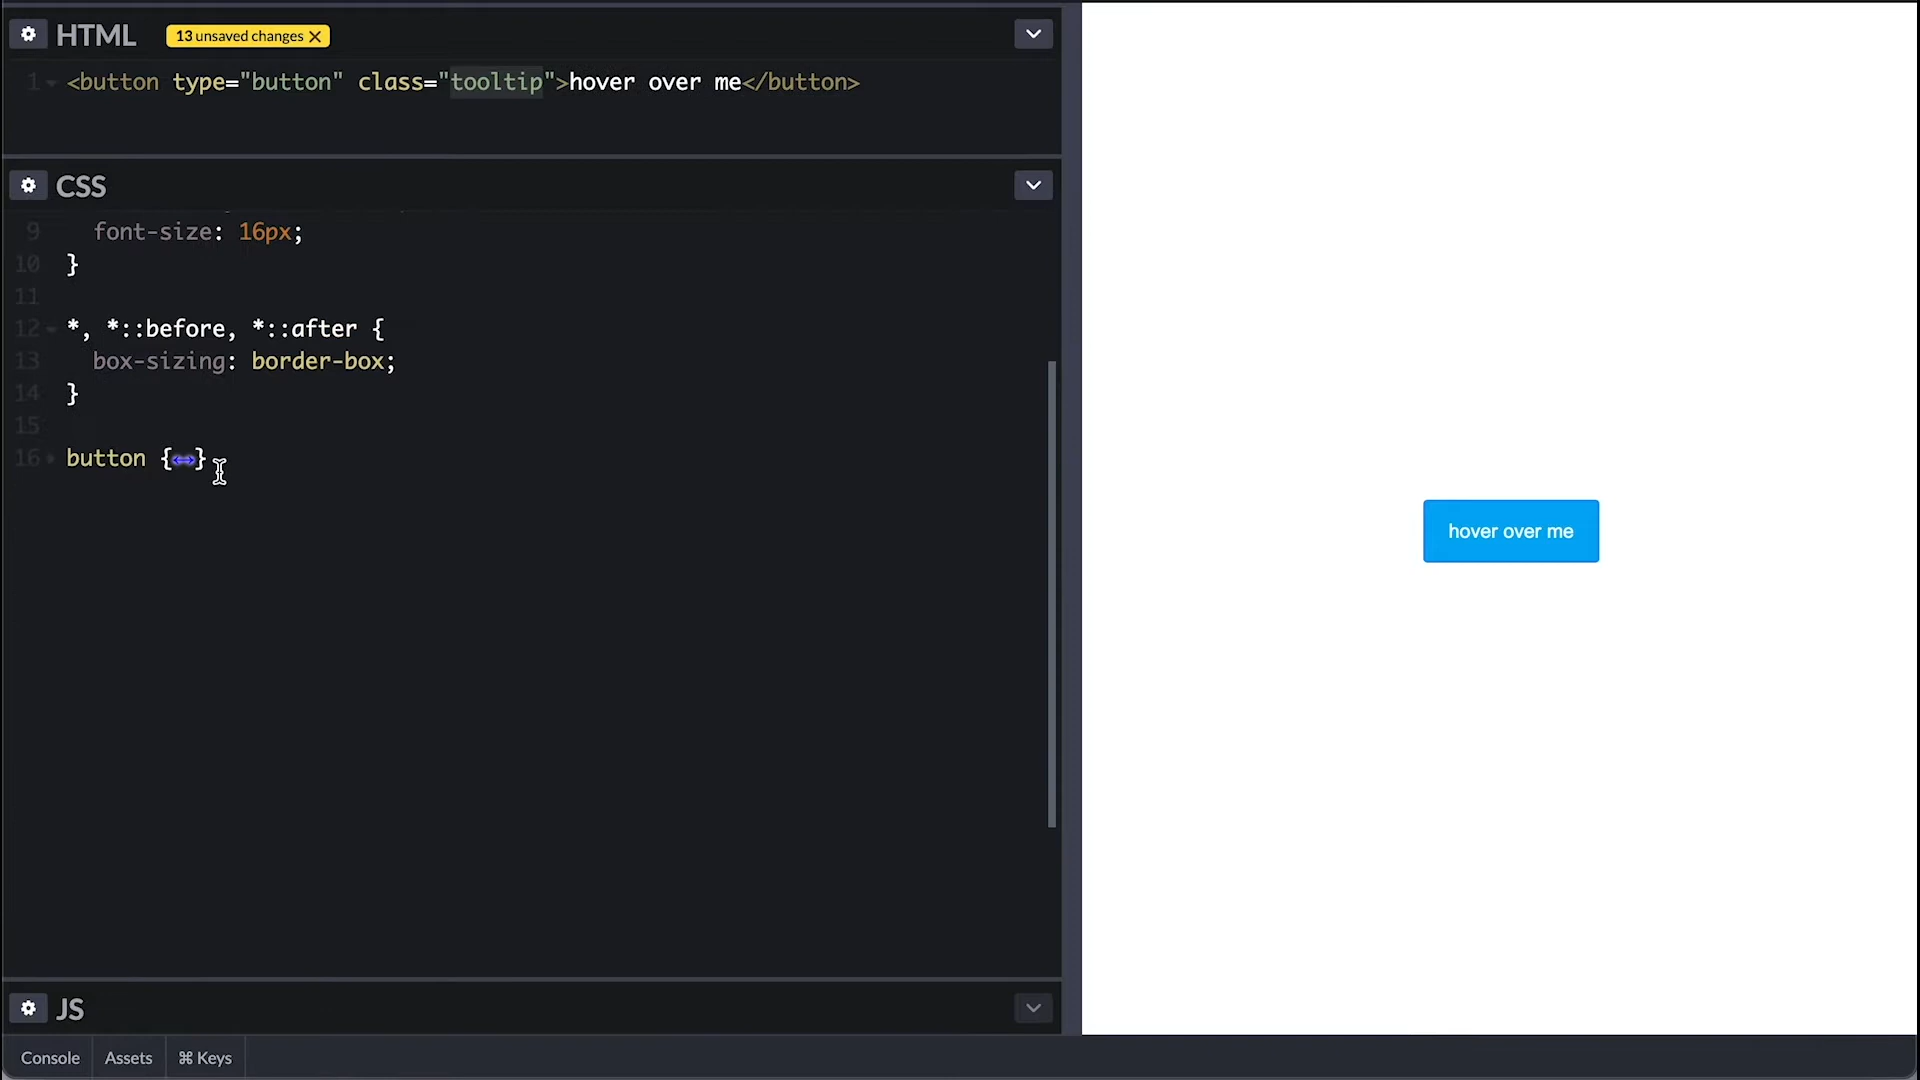 HTML 13 unsaved changes
1 <button type="button" class="tooltip">hover over me</button>
CSS
9 font-size: 16px;
10 }
11
12 *, *::before, *::after {
13 box-sizing: border-box;
14 }
15
16 button {↔}
hover over me
JS
Console Assets ⌘ Keys